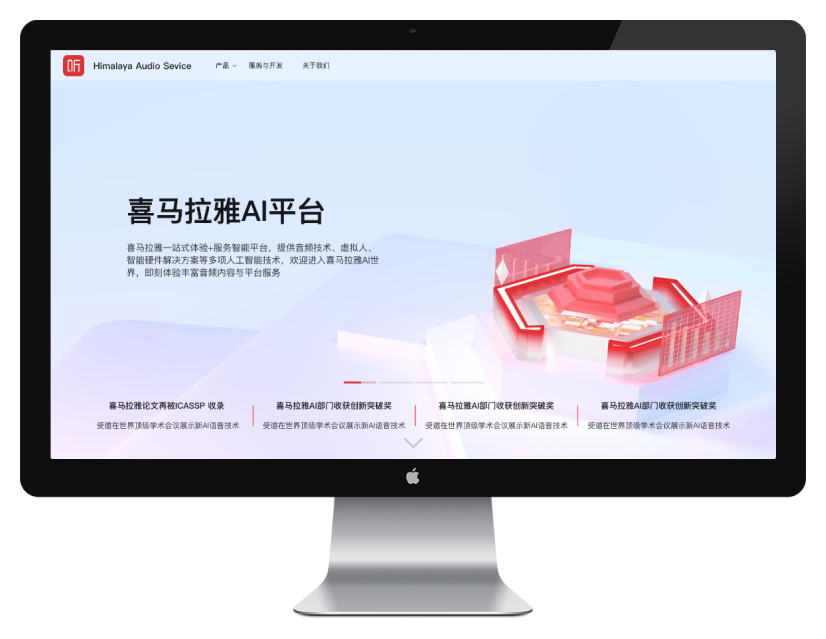 听 Himalaya Audio Sevice 产品 服务与开发 关于我们
喜马拉雅AI平台
喜马拉雅一站式体验+服务智能平台，提供音频技术、虚拟人、
智能硬件解决方案等多项人工智能技术，欢迎进入喜马拉雅AI世
界，即刻体验丰富音频内容与平台服务
喜马拉雅论文再被ICASSP 收录
受邀在世界顶级学术会议展示新AI语音技术
喜马拉雅AI部门收获创新突破奖
受邀在世界顶级学术会议展示新AI语音技术
喜马拉雅AI部门收获创新突破奖
受邀在世界顶级学术会议展示新AI语音技术
喜马拉雅AI部门收获创新突破奖
受邀在世界顶级学术会议展示新AI语音技术